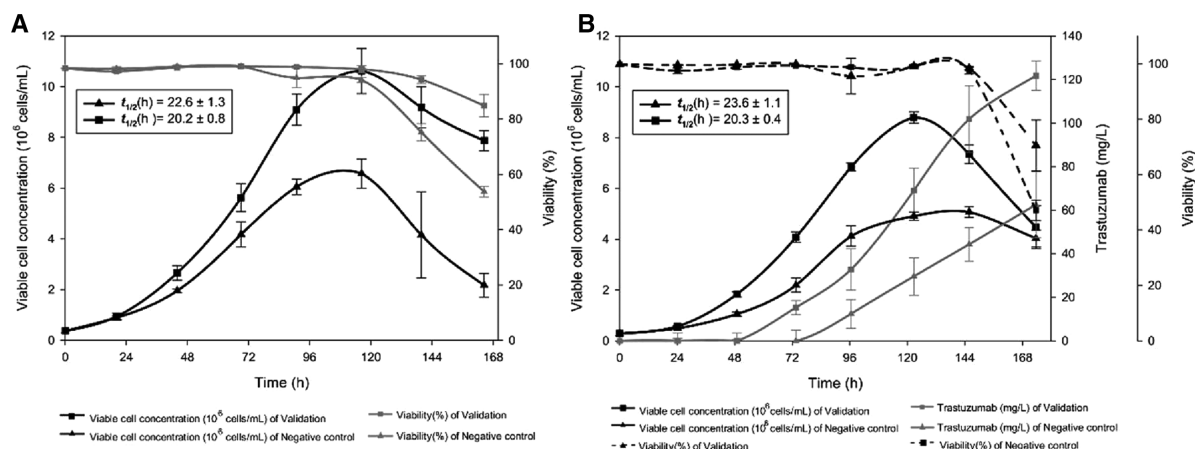 A
B
12
10
8
6
4
2
0
Viable cell concentration (10⁶ cells/mL)
t1/2(h) = 22.6 ± 1.3
t1/2(h) = 20.2 ± 0.8
100
80
60
40
20
0
Viability (%)
0 24 48 72 96 120 144 168
Time (h)
Viable cell concentration (10⁶ cells/mL) of Validation
Viable cell concentration (10⁶ cells/mL) of Negative control
Viability(%) of Validation
Viability(%) of Negative control
12
10
8
6
4
2
0
Viable cell concentration (10⁶ cells/mL)
t1/2(h) = 23.6 ± 1.1
t1/2(h) = 20.3 ± 0.4
140
120
100
80
60
40
20
0
Trastuzumab (mg/L)
100
80
60
40
20
0
Viability (%)
0 24 48 72 96 120 144 168
Time (h)
Viable cell concentration (10⁶ cells/mL) of Validation
Viable cell concentration (10⁶ cells/mL) of Negative control
Viability(%) of Validation
Trastuzumab (mg/L) of Validation
Trastuzumab (mg/L) of Negative control
Viability(%) of Negative control